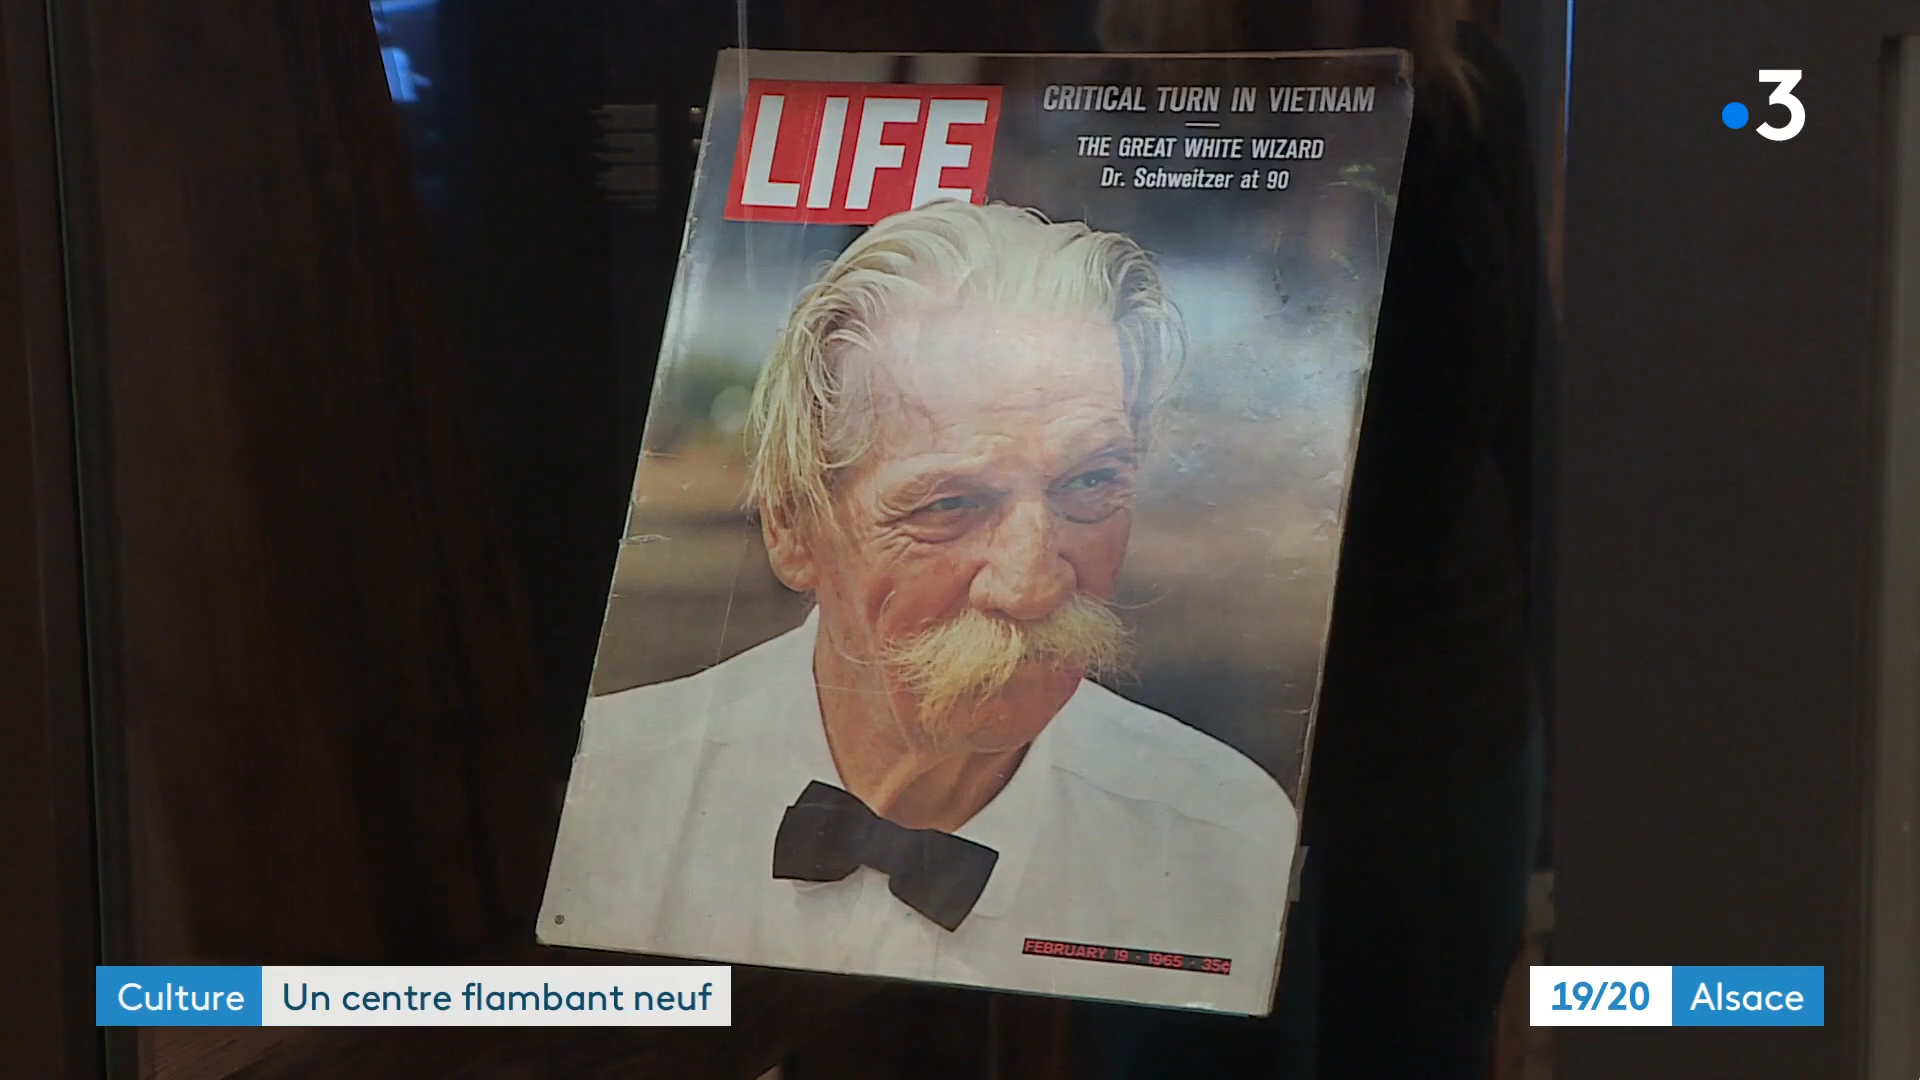 LIFE
CRITICAL TURN IN VIETNAM
THE GREAT WHITE WIZARD
Dr. Schweitzer at 90
3
FEBRUARY 19 · 1965 · 35¢
Culture
Un centre flambant neuf
19/20
Alsace